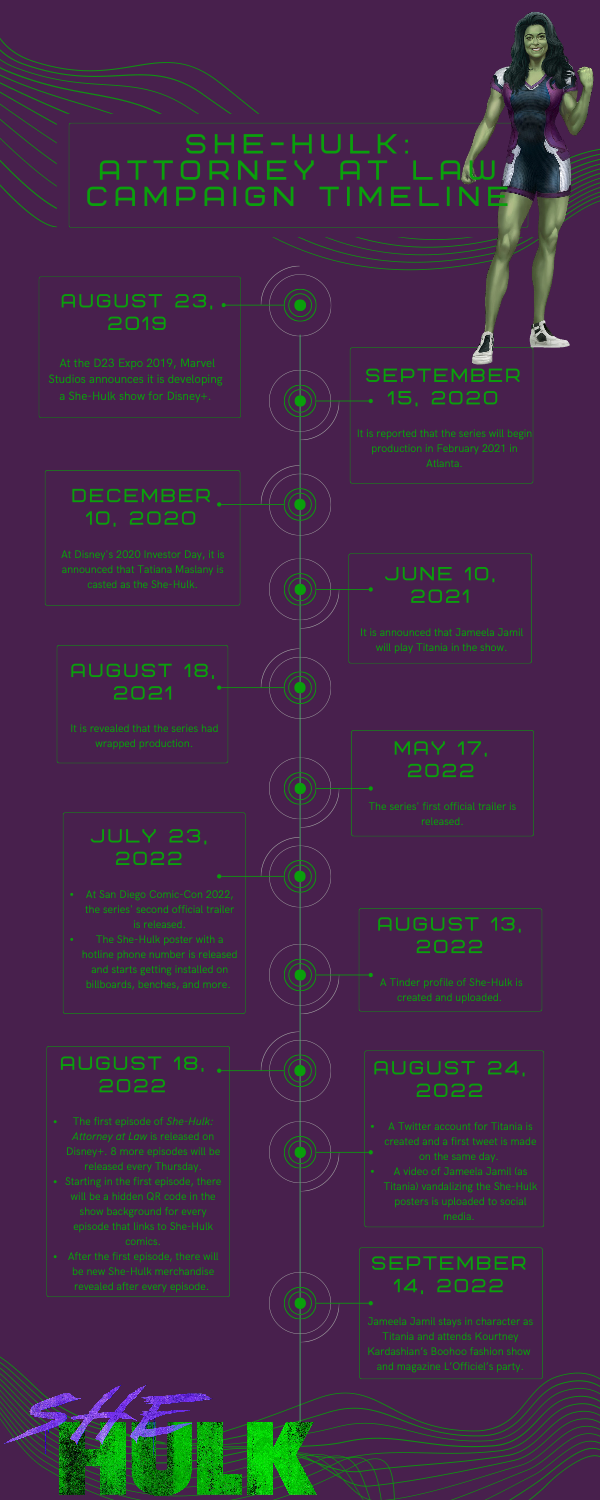 SHE-HULK:
ATTORNEY AT LAW
CAMPAIGN TIMELINE
AUGUST 23,
2019
At the D23 Expo 2019, Marvel
Studios announces it is developing
a She-Hulk show for Disney+.
SEPTEMBER
15, 2020
It is reported that the series will begin
production in February 2021 in
Atlanta.
DECEMBER
10, 2020
At Disney's 2020 Investor Day, it is
announced that Tatiana Maslany is
casted as the She-Hulk.
JUNE 10,
2021
It is announced that Jameela Jamil
will play Titania in the show.
AUGUST 18,
2021
It is revealed that the series had
wrapped production.
MAY 17,
2022
The series' first official trailer is
released.
JULY 23,
2022
• At San Diego Comic-Con 2022,
the series' second official trailer
is released.
• The She-Hulk poster with a
hotline phone number is released
and starts getting installed on
billboards, benches, and more.
AUGUST 13,
2022
A Tinder profile of She-Hulk is
created and uploaded.
AUGUST 18,
2022
• The first episode of She-Hulk:
Attorney at Law is released on
Disney+. 8 more episodes will be
released every Thursday.
• Starting in the first episode, there
will be a hidden QR code in the
show background for every
episode that links to She-Hulk
comics.
• After the first episode, there will
be new She-Hulk merchandise
revealed after every episode.
AUGUST 24,
2022
• A Twitter account for Titania is
created and a first tweet is made
on the same day.
• A video of Jameela Jamil (as
Titania) vandalizing the She-Hulk
posters is uploaded to social
media.
SEPTEMBER
14, 2022
Jameela Jamil stays in character as
Titania and attends Kourtney
Kardashian's Boohoo fashion show
and magazine L'Officiel's party.
SHE
HULK